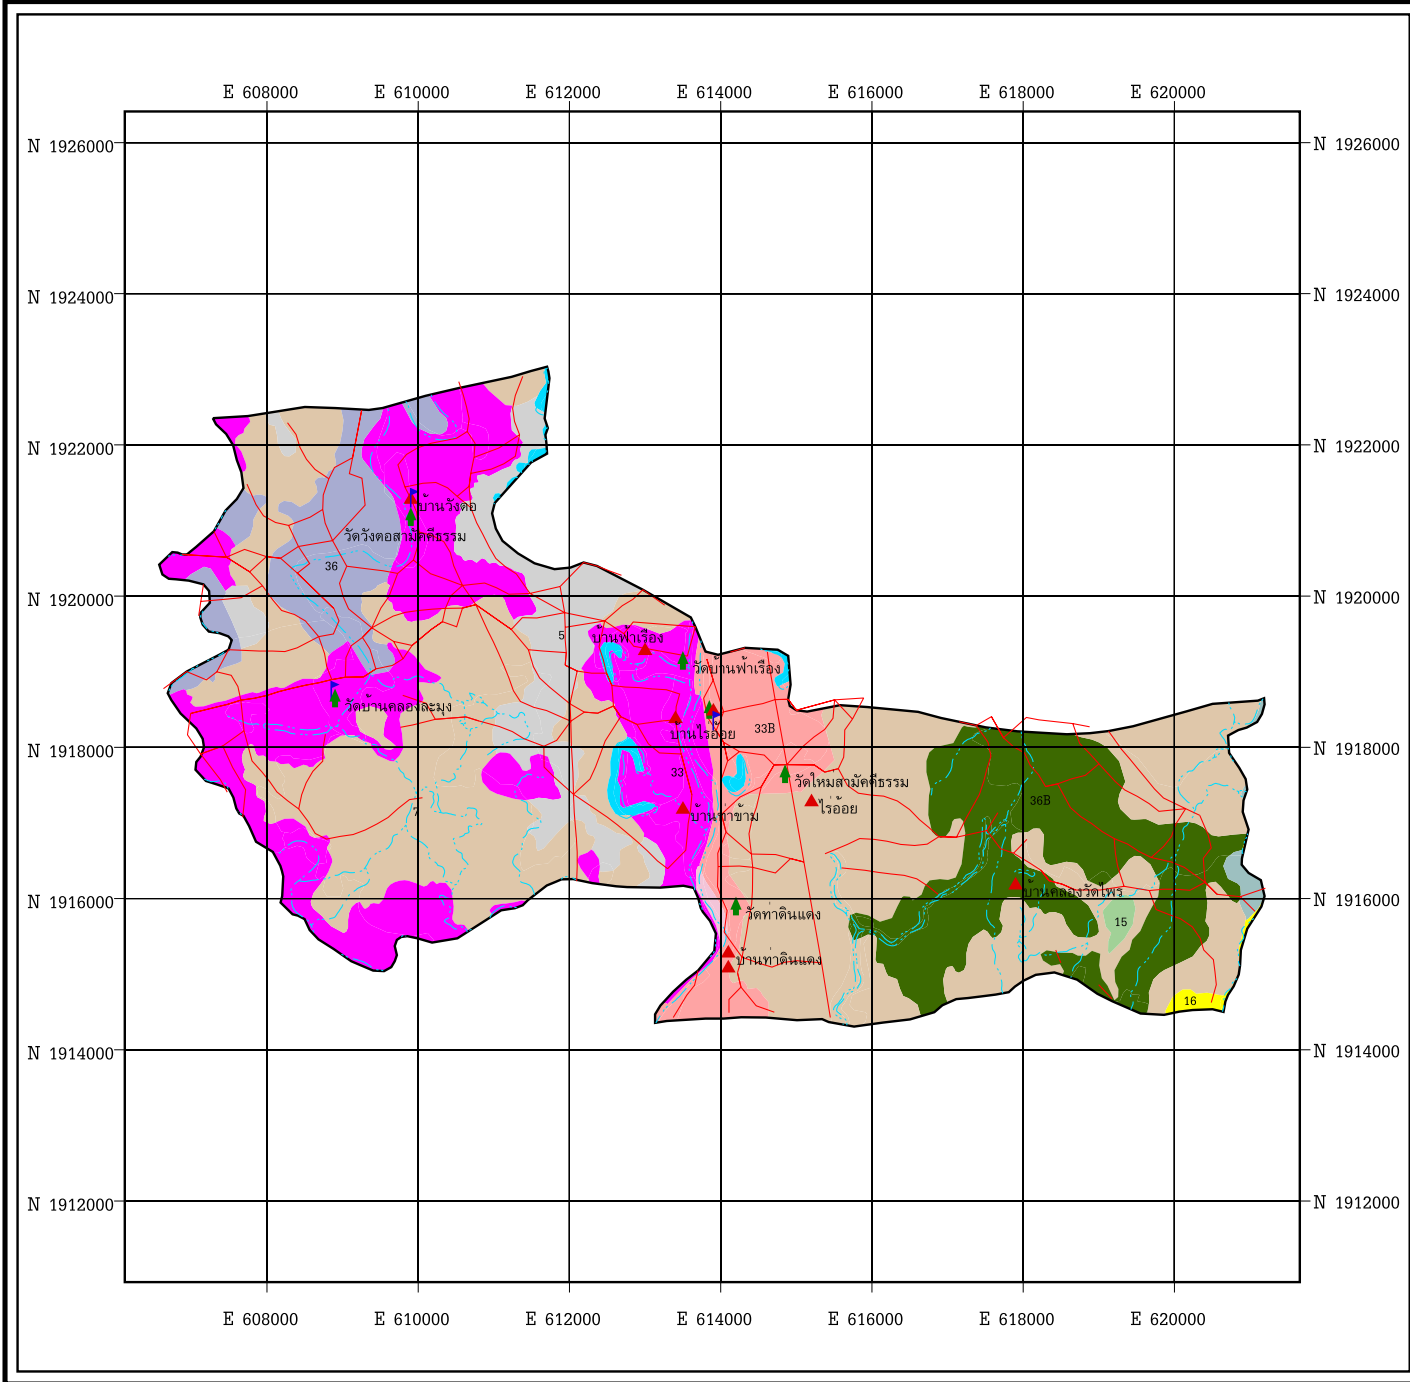 E 608000 E 610000 E 612000 E 614000 E 616000 E 618000 E 620000
N 1926000 N 1926000
N 1924000 N 1924000
N 1922000 N 1922000
บ้านวังตอ
วัดวังตอสามัคคีธรรม
36
N 1920000 N 1920000
5
บ้านฟ้าเรือง
วัดบ้านฟ้าเรือง
วัดบ้านคลองละมุง
33B
บ้านไร่อ้อย
N 1918000 N 1918000
33
วัดใหม่สามัคคีธรรม
36B
ไร่อ้อย
7
บ้านท่าข้าม
บ้านคลองวัดไพร
N 1916000 N 1916000
วัดท่าดินแดง
15
บ้านท่าดินแดง
16
N 1914000 N 1914000
N 1912000 N 1912000
E 608000 E 610000 E 612000 E 614000 E 616000 E 618000 E 620000